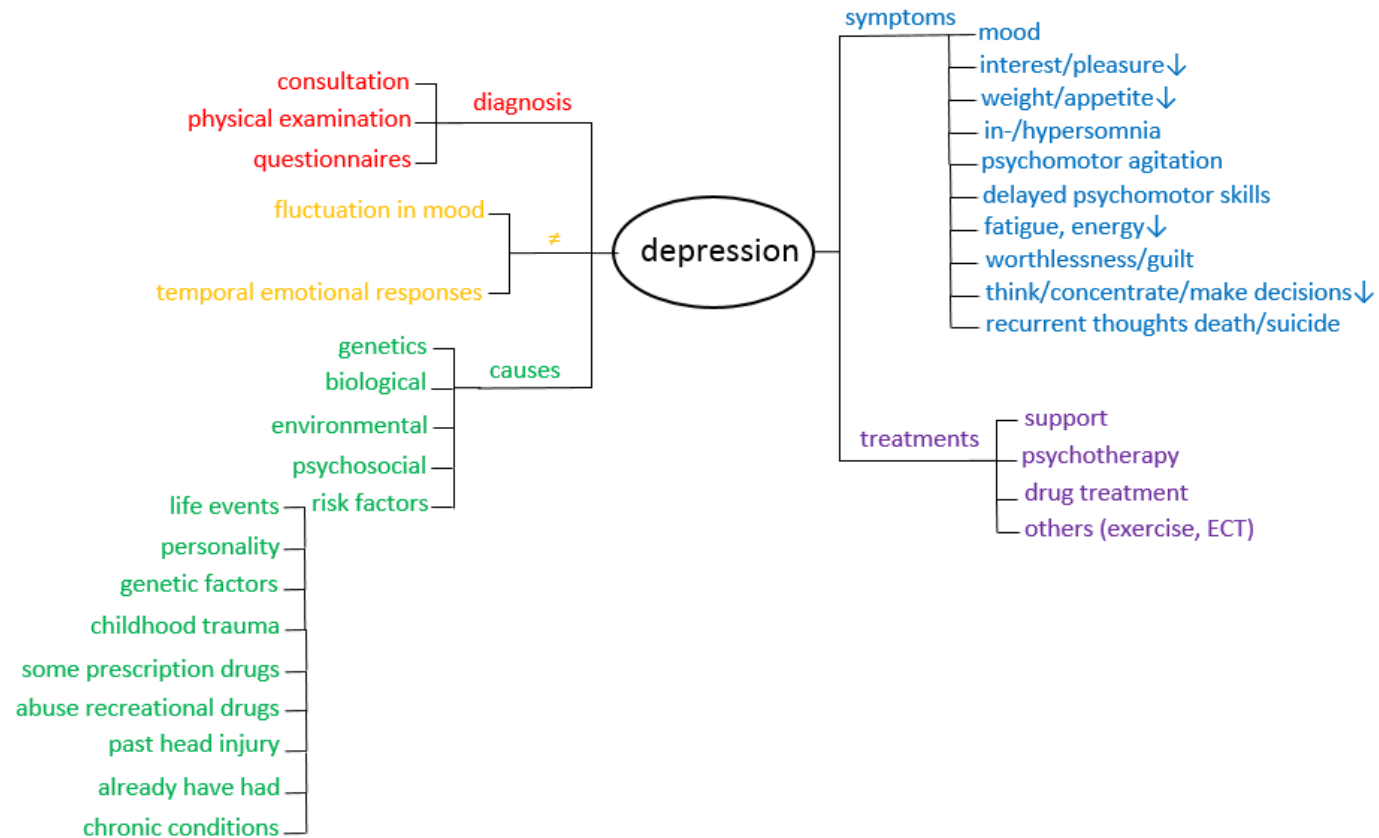 depression
symptoms
mood
interest/pleasure↓
weight/appetite↓
in-/hypersomnia
psychomotor agitation
delayed psychomotor skills
fatigue, energy↓
worthlessness/guilt
think/concentrate/make decisions↓
recurrent thoughts death/suicide
treatments
support
psychotherapy
drug treatment
others (exercise, ECT)
diagnosis
consultation
physical examination
questionnaires
≠
fluctuation in mood
temporal emotional responses
causes
genetics
biological
environmental
psychosocial
risk factors
life events
personality
genetic factors
childhood trauma
some prescription drugs
abuse recreational drugs
past head injury
already have had
chronic conditions